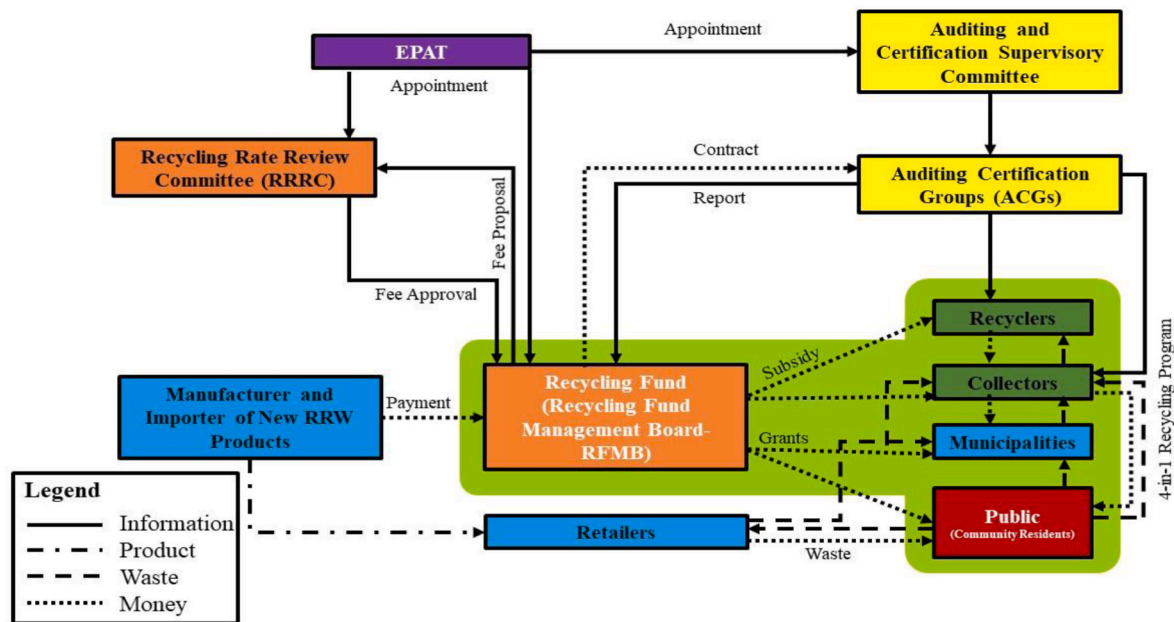 EPAT
Appointment
Auditing and
Certification Supervisory
Committee
Appointment
Recycling Rate Review
Committee (RRRC)
Contract
Auditing Certification
Groups (ACGs)
Report
Fee Proposal
Fee Approval
Recyclers
Subsidy
Collectors
4-in-1 Recycling Program
Manufacturer and
Importer of New RRW
Products
Payment
Recycling Fund
(Recycling Fund
Management Board-
RFMB)
Grants
Municipalities
Public
(Community Residents)
Retailers
Waste
Legend
Information
Product
Waste
Money